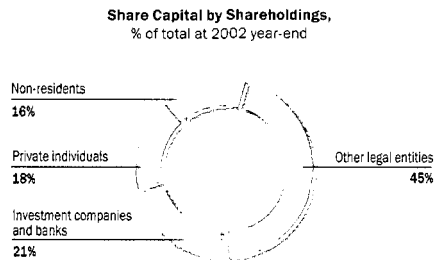 Share Capital by Shareholdings,
% of total at 2002 year-end
Non-residents
16%
Private individuals
18%
Other legal entities
45%
Investment companies
and banks
21%